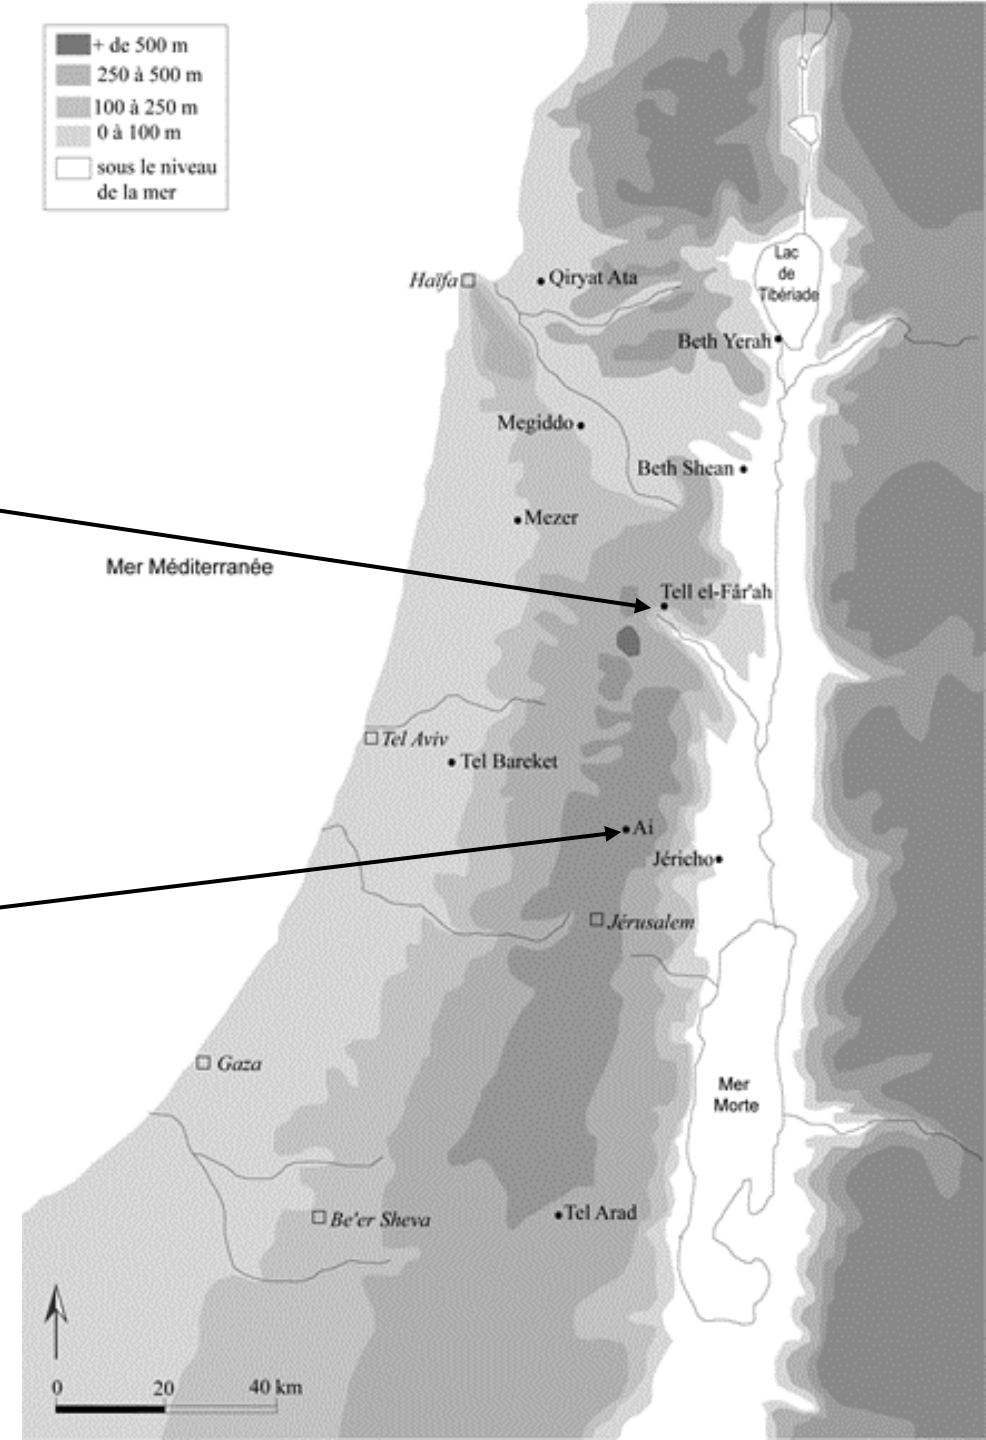 + de 500 m
250 à 500 m
100 à 250 m
0 à 100 m
sous le niveau
de la mer
Lac
de
Tibériade
Haïfa
Qiryat Ata
Beth Yerah
Megiddo
Beth Shean
Mezer
Mer Méditerranée
Tell el-Fâr'ah
Tel Aviv
Tel Bareket
Ai
Jéricho
Jérusalem
Gaza
Mer
Morte
Tel Arad
Be'er Sheva
0 20 40 km